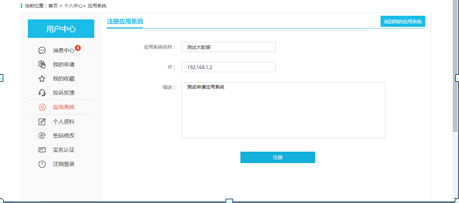 当前位置：首页 > 个人中心> 应用系统
用户中心
消息中心 4
我的申请
我的收藏
投诉反馈
应用系统
个人资料
密码修改
实名认证
注销登录
注册应用系统
返回我的应用系统
应用系统名称：
测试大数据
IP：
192.168.1.2
描述：
测试申请应用系统
注册